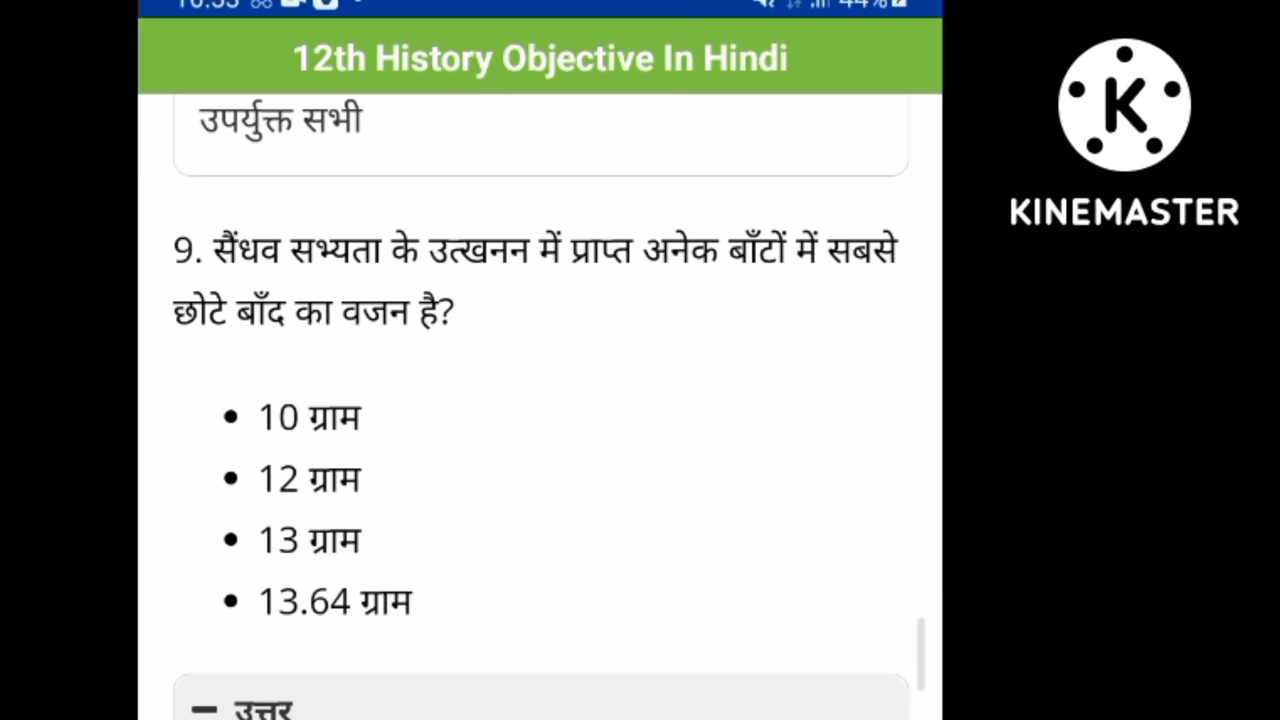 44%
12th History Objective In Hindi
उपर्युक्त सभी
KINEMASTER
9. सैंधव सभ्यता के उत्खनन में प्राप्त अनेक बाँटों में सबसे
छोटे बाँद का वजन है?
• 10 ग्राम
• 12 ग्राम
• 13 ग्राम
• 13.64 ग्राम
उत्तर